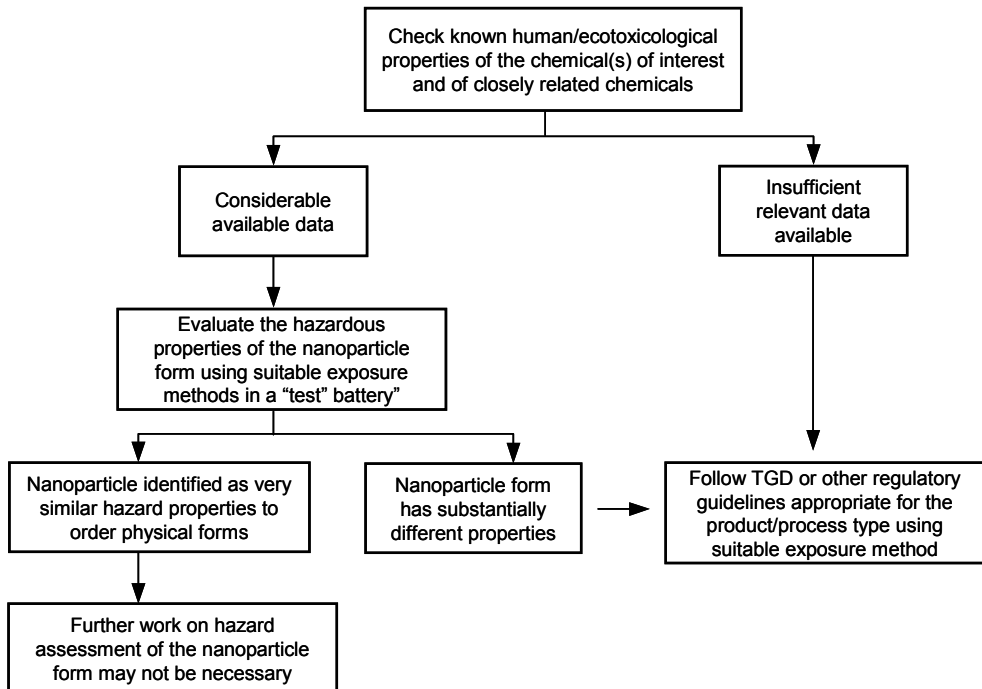 Check known human/ecotoxicological
properties of the chemical(s) of interest
and of closely related chemicals
Considerable
available data
Insufficient
relevant data
available
Evaluate the hazardous
properties of the nanoparticle
form using suitable exposure
methods in a “test” battery”
Nanoparticle identified as very
similar hazard properties to
order physical forms
Nanoparticle form
has substantially
different properties
Follow TGD or other regulatory
guidelines appropriate for the
product/process type using
suitable exposure method
Further work on hazard
assessment of the nanoparticle
form may not be necessary